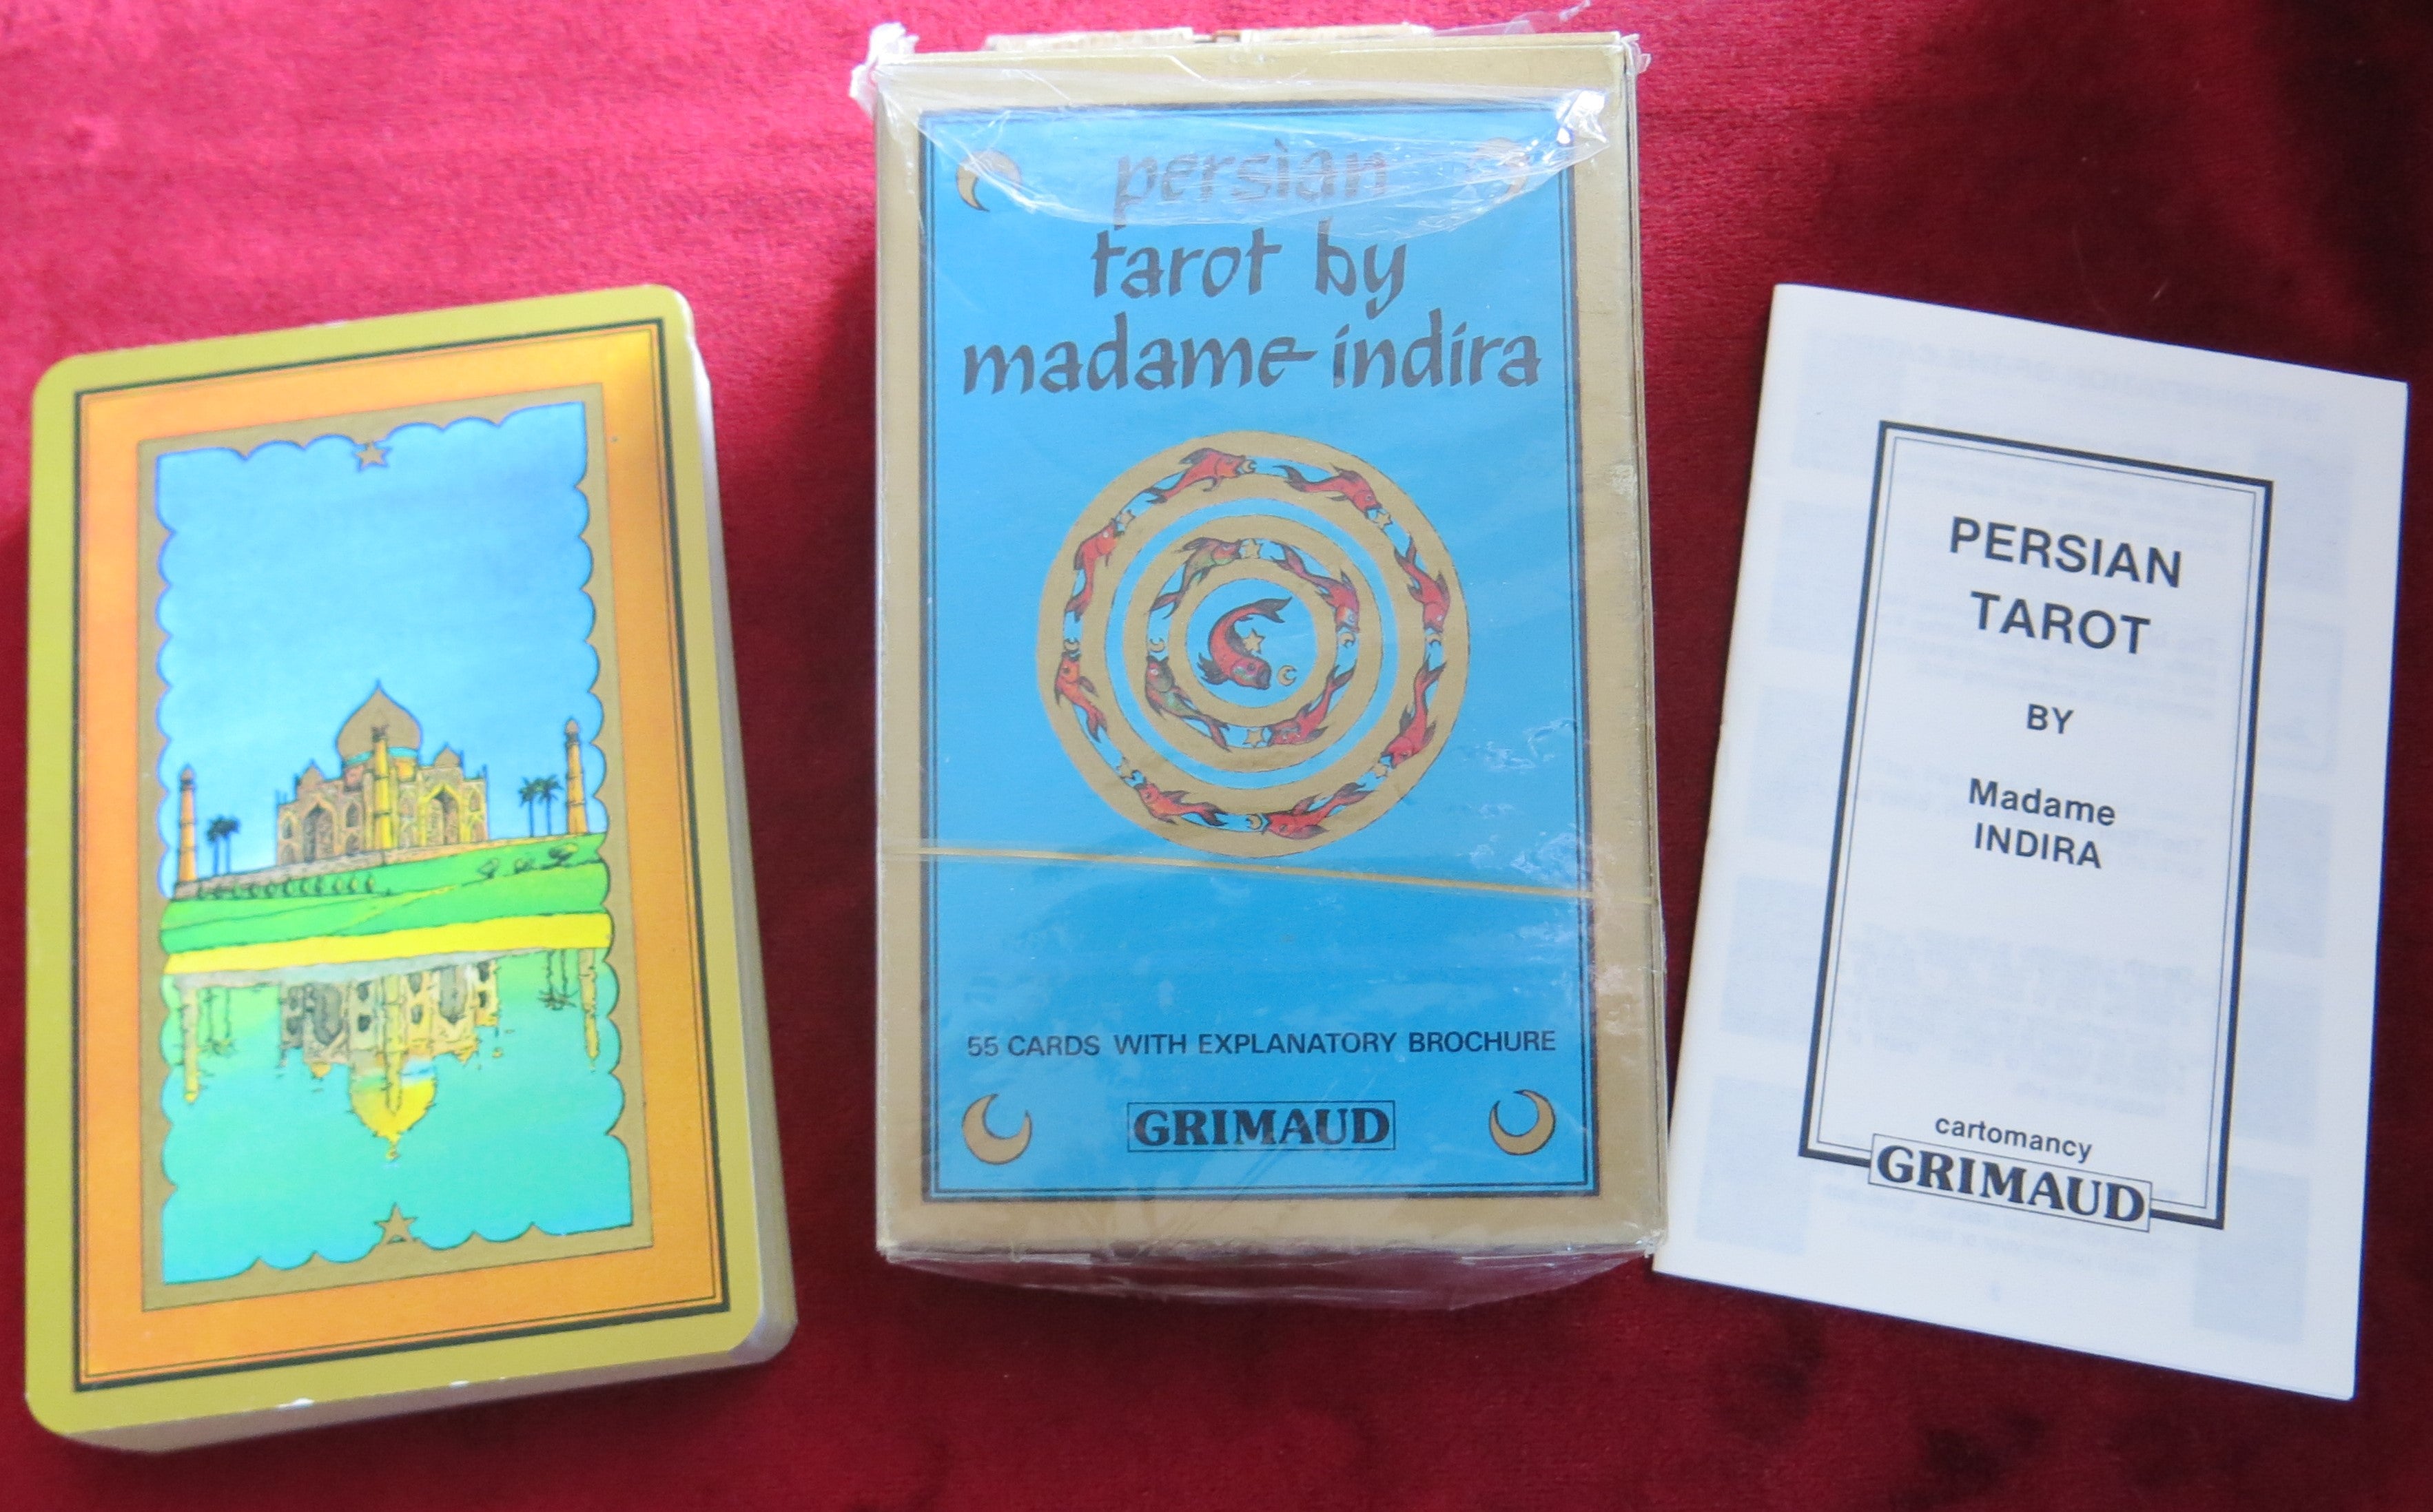 persian
tarot by
madame indira
55 CARDS WITH EXPLANATORY BROCHURE
GRIMAUD
PERSIAN
TAROT
BY
Madame
INDIRA
cartomancy
GRIMAUD